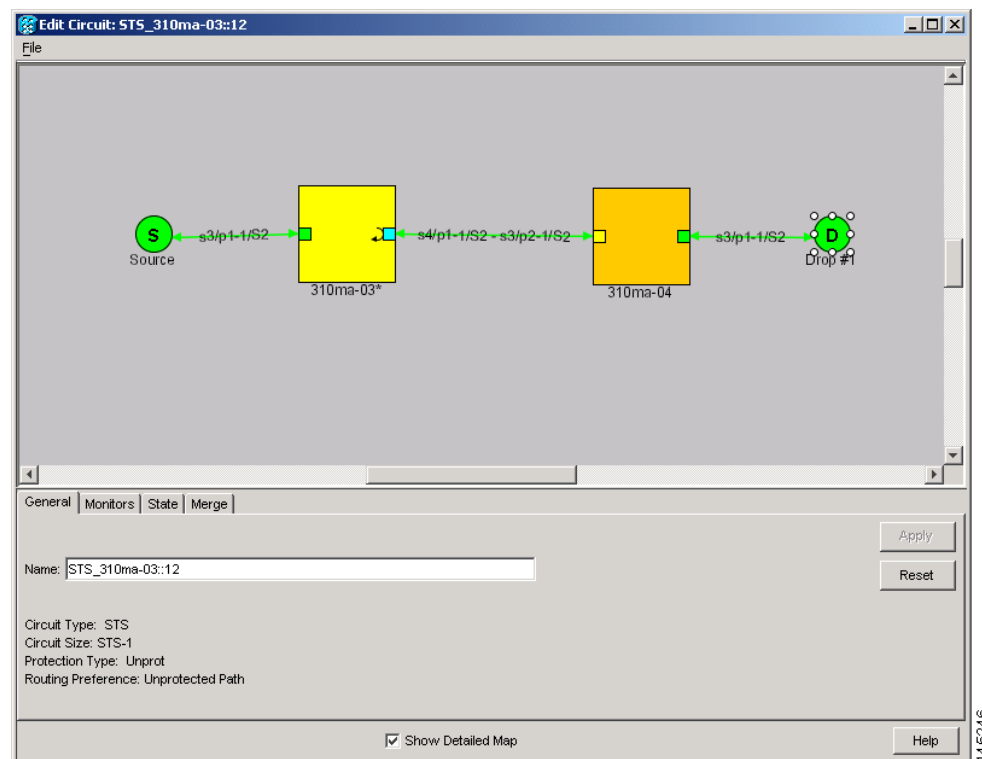 Edit Circuit: STS_310ma-03::12
File
S
s3/p1-1/S2
s4/p1-1/S2 - s3/p2-1/S2
s3/p1-1/S2
D
Source
Drop #1
310ma-03*
310ma-04
General Monitors State Merge
Apply
Name: STS_310ma-03::12
Reset
Circuit Type: STS
Circuit Size: STS-1
Protection Type: Unprot
Routing Preference: Unprotected Path
Show Detailed Map
Help